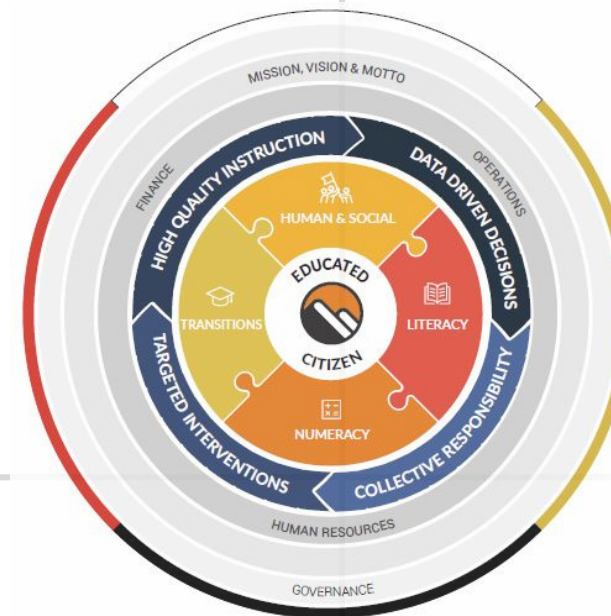 MISSION, VISION & MOTTO
FINANCE
OPERATIONS
HIGH QUALITY INSTRUCTION
DATA DRIVEN DECISIONS
HUMAN & SOCIAL
EDUCATED
TRANSITIONS
LITERACY
CITIZEN
NUMERACY
TARGETED INTERVENTIONS
COLLECTIVE RESPONSIBILITY
HUMAN RESOURCES
GOVERNANCE